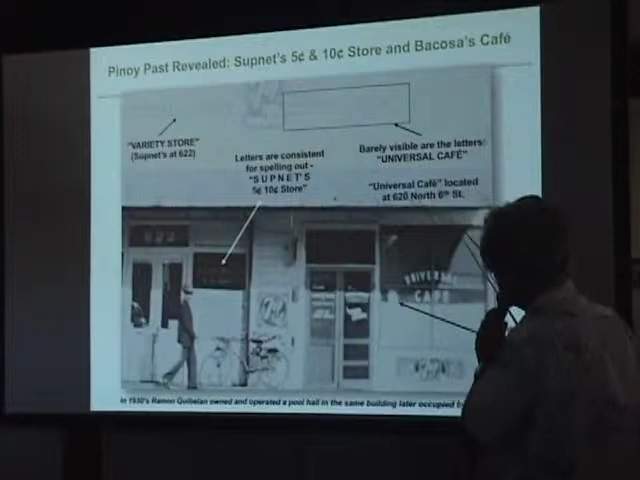 Pinoy Past Revealed: Supnet's 5¢ & 10¢ Store and Bacosa's Café
"VARIETY STORE"
(Supnet's at 622)
Letters are consistent
for spelling out -
"S U P N E T' S
5¢ 10¢ Store"
Barely visible are the letters:
"UNIVERSAL CAFÉ"
"Universal Café" located
at 620 North 6th St.
622
UNIVERSAL
CAFE
In 1930's Ramon Quibelan owned and operated a pool hall in the same building later occupied